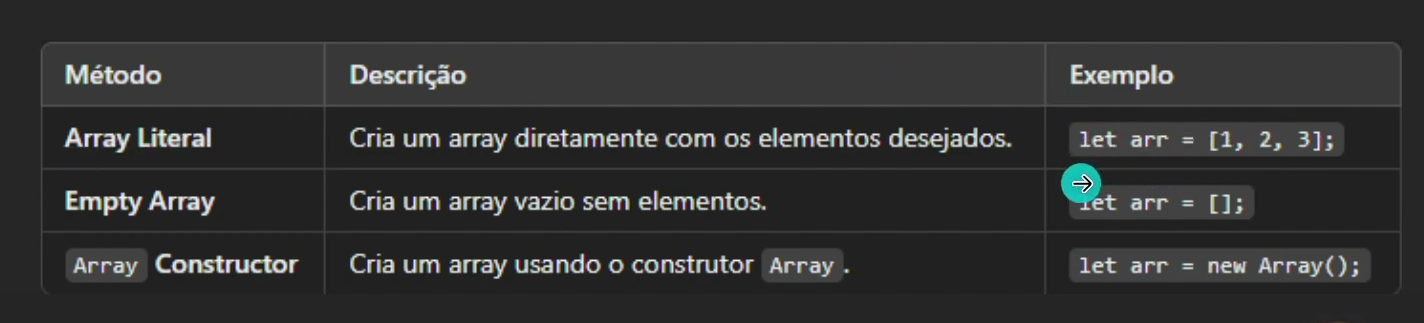 Método Descrição Exemplo
Array Literal Cria um array diretamente com os elementos desejados. let arr = [1, 2, 3];
Empty Array Cria um array vazio sem elementos. let arr = [];
Array Constructor Cria um array usando o construtor Array. let arr = new Array();